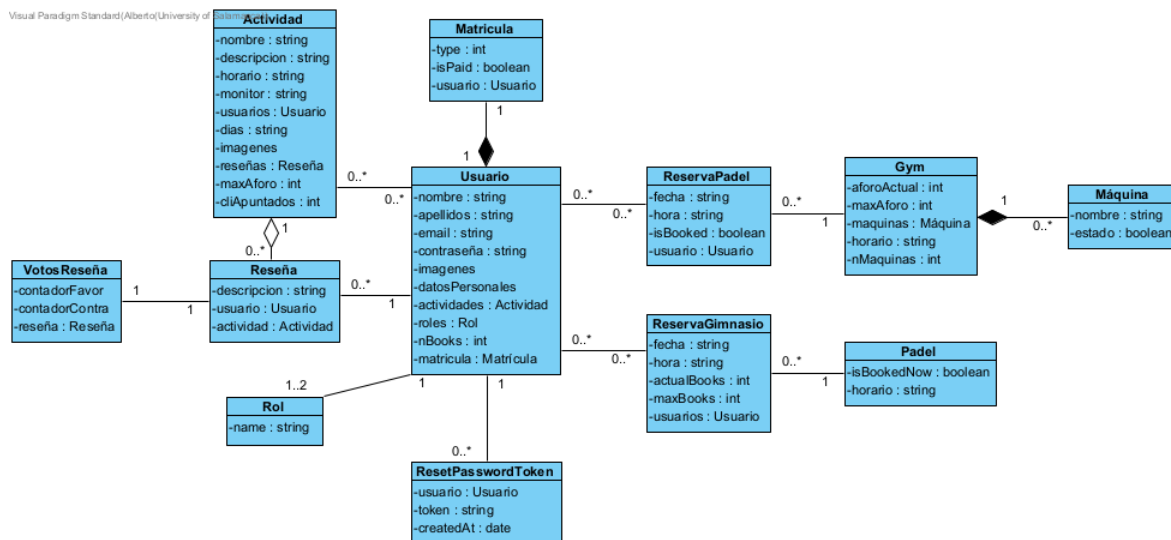 Visual Paradigm Standard(Alberto(University of Salamanca))
Actividad
-nombre : string
-descripcion : string
-horario : string
-monitor : string
-usuarios : Usuario
-dias : string
-imagenes
-reseñas : Reseña
-maxAforo : int
-cliApuntados : int
Matricula
-type : int
-isPaid : boolean
-usuario : Usuario
1
1
Usuario
-nombre : string
-apellidos : string
-email : string
-contraseña : string
-imagenes
-datosPersonales
-actividades : Actividad
-roles : Rol
-nBooks : int
-matricula : Matrícula
0..*
0..*
1
0..*
VotosReseña
-contadorFavor
-contadorContra
-reseña : Reseña
1
1
Reseña
-descripcion : string
-usuario : Usuario
-actividad : Actividad
0..*
1
ReservaPadel
-fecha : string
-hora : string
-isBooked : boolean
-usuario : Usuario
0..*
0..*
0..*
1
Gym
-aforoActual : int
-maxAforo : int
-maquinas : Máquina
-horario : string
-nMaquinas : int
1
0..*
Máquina
-nombre : string
-estado : boolean
ReservaGimnasio
-fecha : string
-hora : string
-actualBooks : int
-maxBooks : int
-usuarios : Usuario
0..*
0..*
0..*
1
Padel
-isBookedNow : boolean
-horario : string
1..2
1
Rol
-name : string
1
0..*
ResetPasswordToken
-usuario : Usuario
-token : string
-createdAt : date